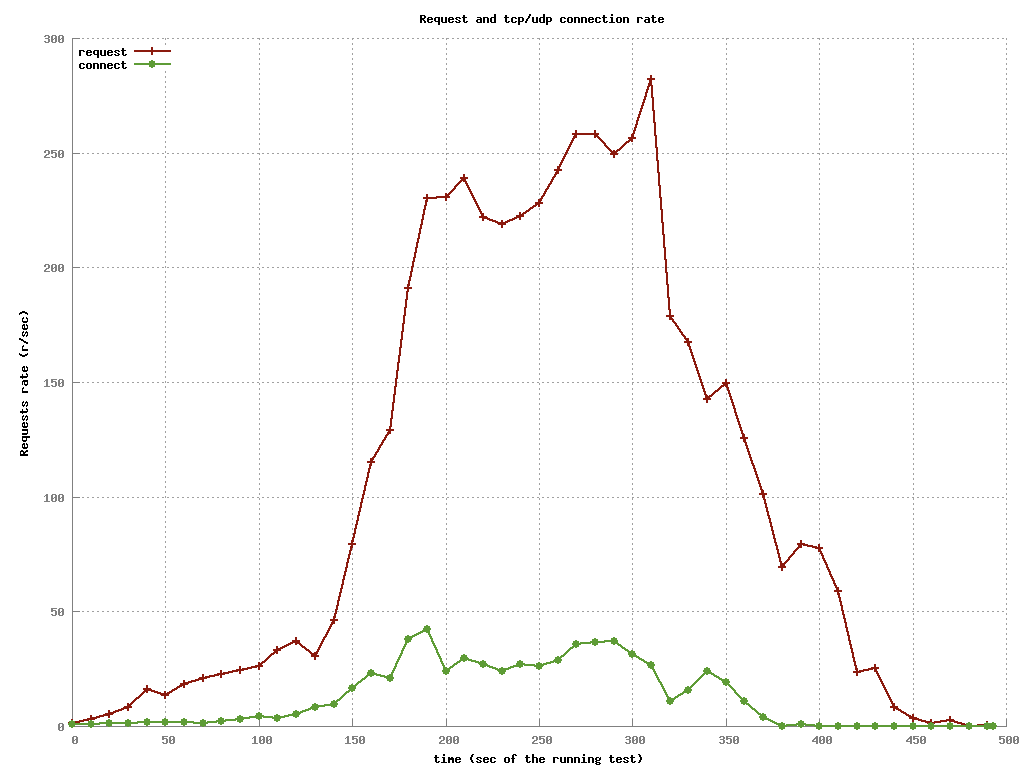 Request and tcp/udp connection rate
300
request
connect
250
200
Requests rate (r/sec)
150
100
50
0
0 50 100 150 200 250 300 350 400 450 500
time (sec of the running test)